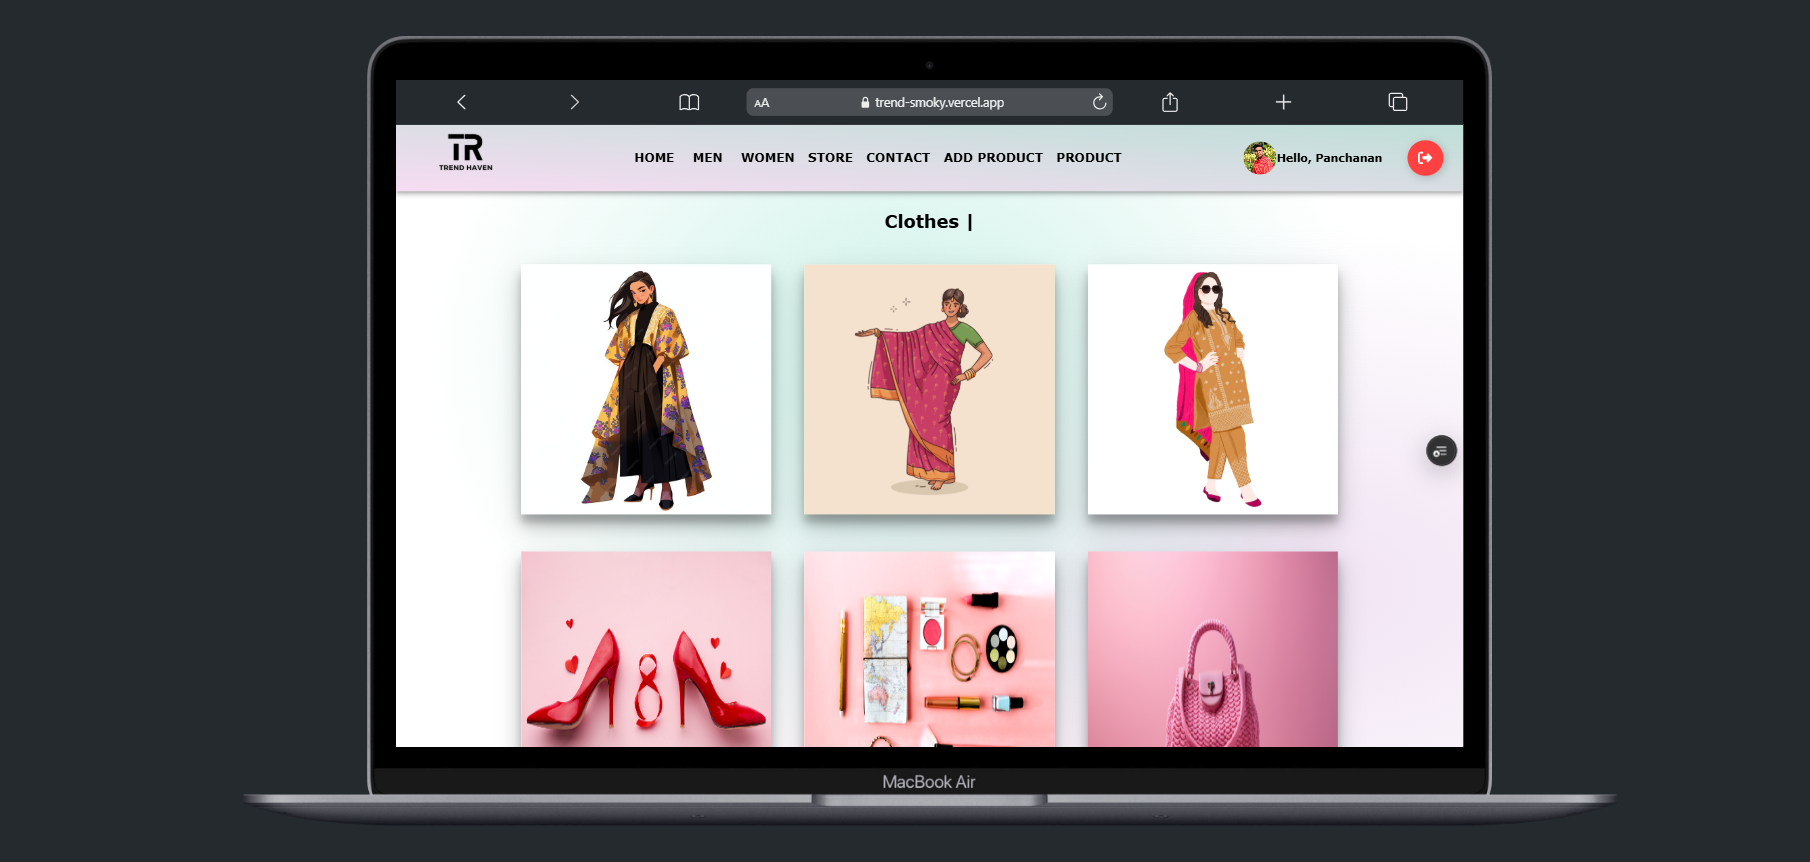 AA
trend-smoky.vercel.app
TR
TREND HAVEN
HOME MEN WOMEN STORE CONTACT ADD PRODUCT PRODUCT
Hello, Panchanan
Clothes |
MacBook Air